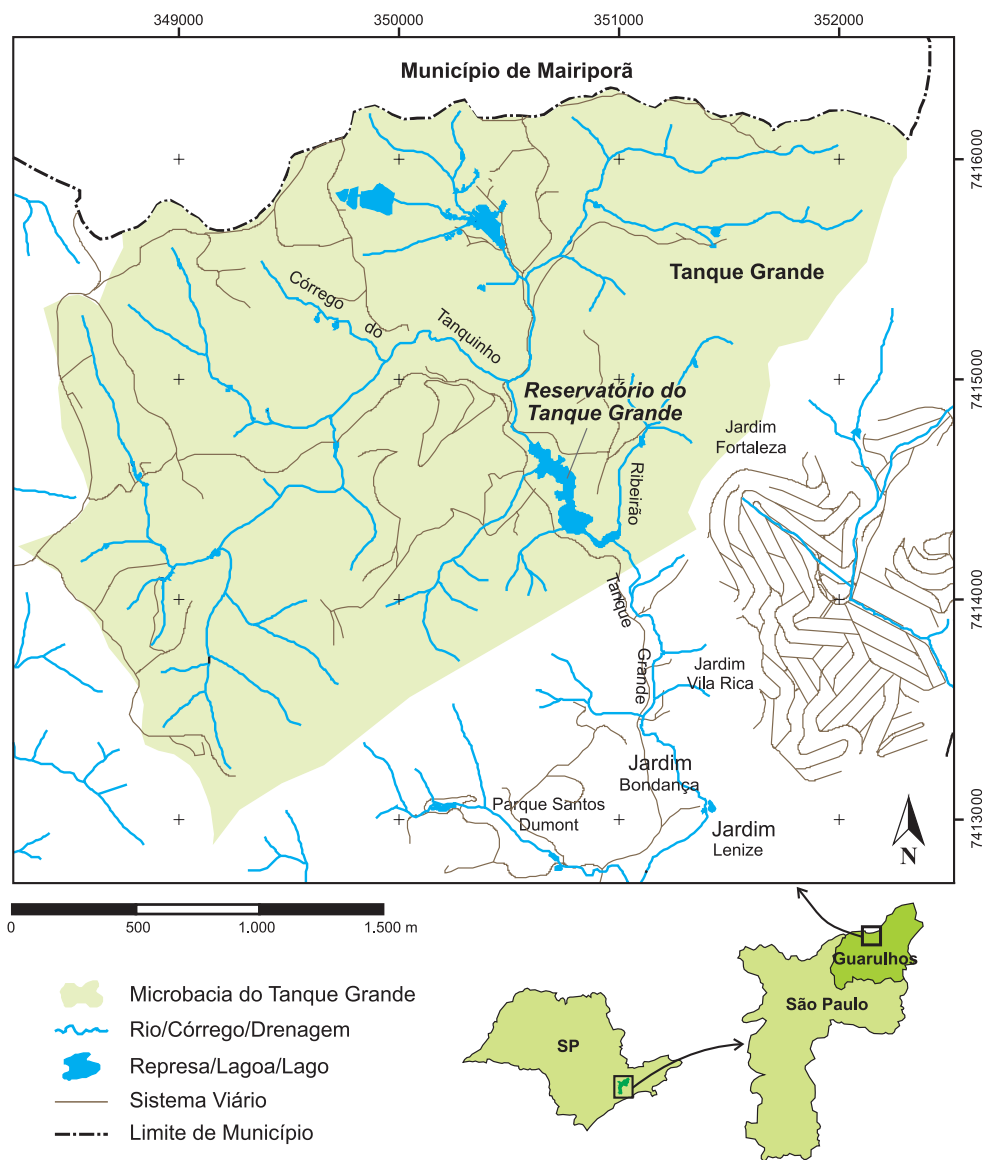 349000
350000
351000
352000
Município de Mairiporã
7416000
Tanque Grande
Córrego
do
Tanquinho
7415000
Reservatório do
Tanque Grande
Jardim
Fortaleza
Ribeirão
Tanque
7414000
Grande
Jardim
Vila Rica
Jardim
Bondança
Parque Santos
Dumont
Jardim
Lenize
7413000
N
0
500
1.000
1.500 m
Microbacia do Tanque Grande
Rio/Córrego/Drenagem
Represa/Lagoa/Lago
Sistema Viário
Limite de Município
SP
São Paulo
Guarulhos